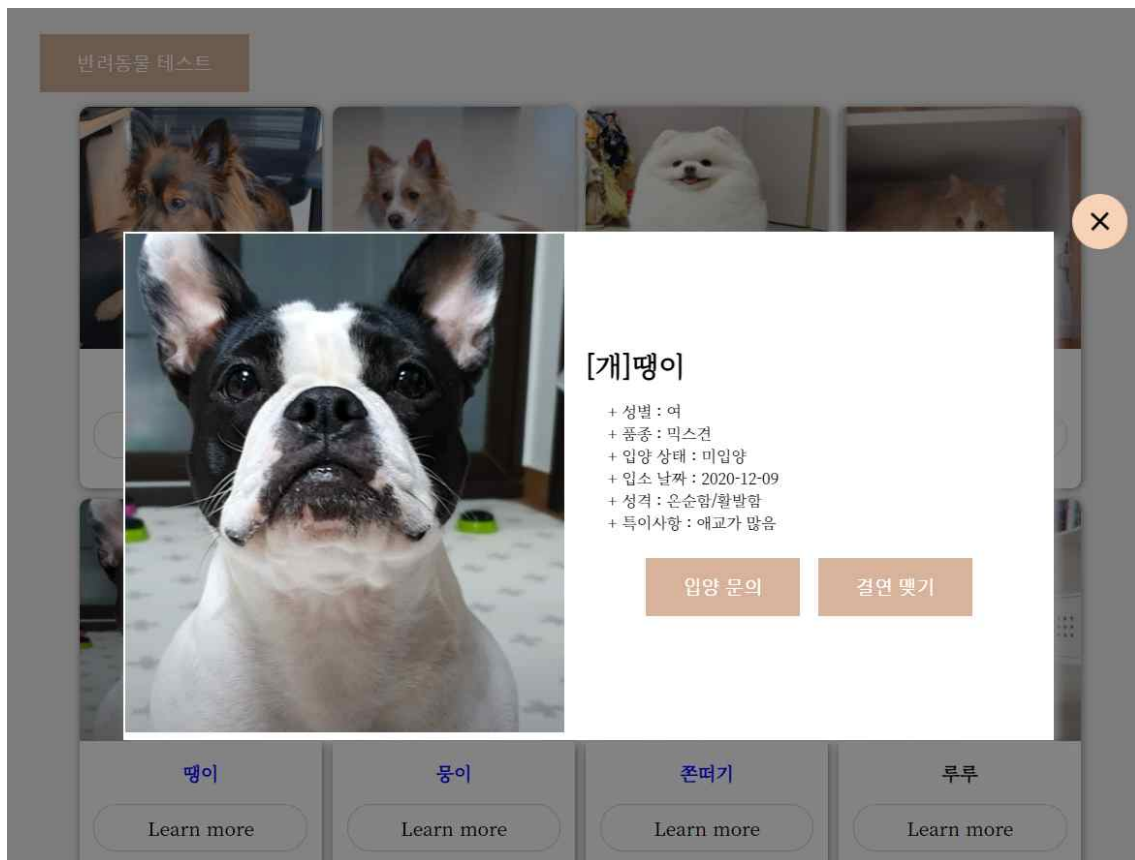 반려동물 테스트
[개]땡이
+ 성별 : 여
+ 품종 : 믹스견
+ 입양 상태 : 미입양
+ 입소 날짜 : 2020-12-09
+ 성격 : 온순함/활발함
+ 특이사항 : 애교가 많음
입양 문의 결연 맺기
땡이 뭉이 쫀떠기 루루
Learn more Learn more Learn more Learn more